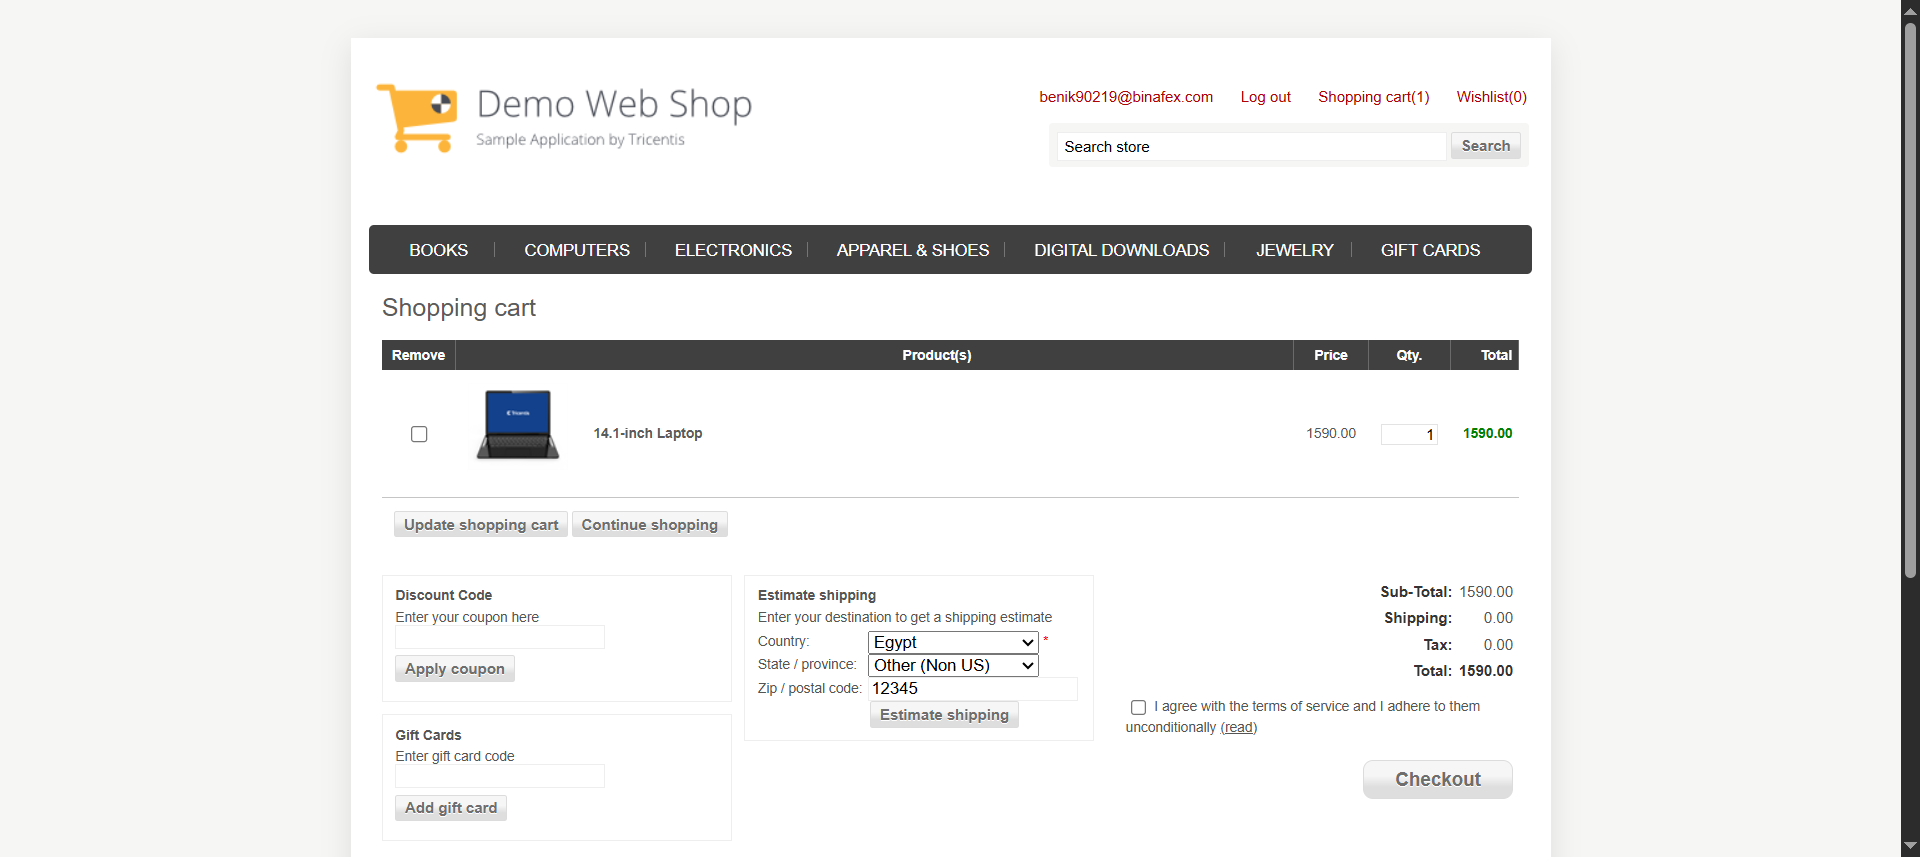 Demo Web Shop
Sample Application by Tricentis
benik90219@binafex.com Log out Shopping cart(1) Wishlist(0)
Search store Search
BOOKS COMPUTERS ELECTRONICS APPAREL & SHOES DIGITAL DOWNLOADS JEWELRY GIFT CARDS
Shopping cart
Remove Product(s) Price Qty. Total
Tricentis
14.1-inch Laptop 1590.00 1 1590.00
Update shopping cart Continue shopping
Discount Code
Enter your coupon here
Apply coupon
Gift Cards
Enter gift card code
Add gift card
Estimate shipping
Enter your destination to get a shipping estimate
Country: Egypt *
State / province: Other (Non US)
Zip / postal code: 12345
Estimate shipping
Sub-Total: 1590.00
Shipping: 0.00
Tax: 0.00
Total: 1590.00
I agree with the terms of service and I adhere to them
unconditionally (read)
Checkout